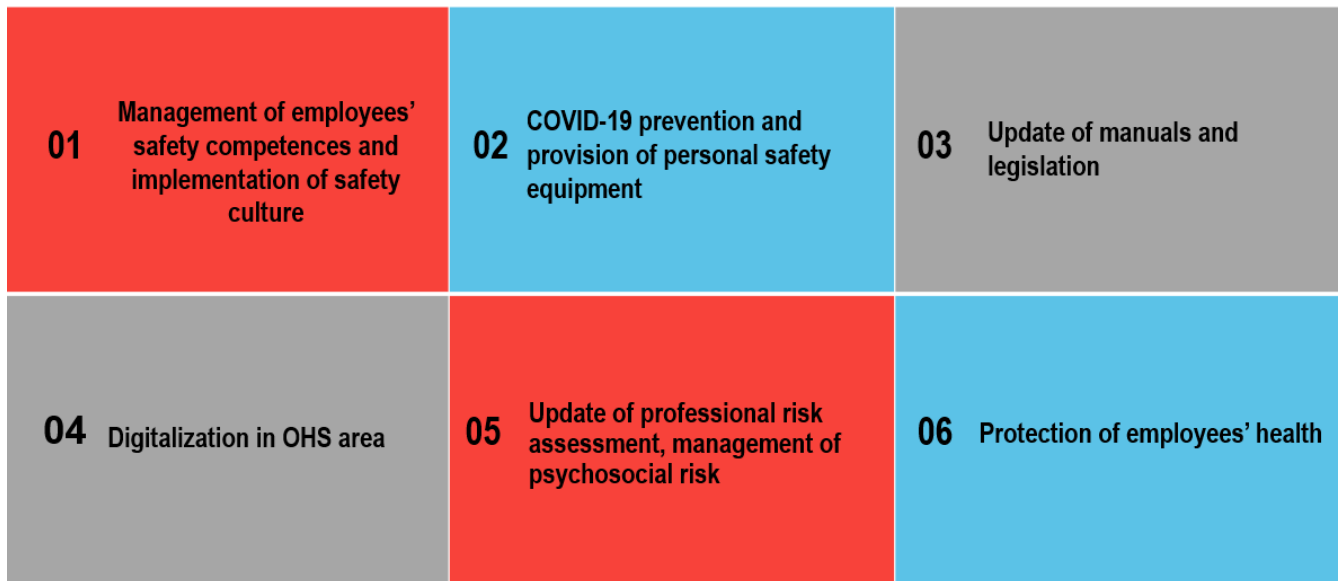 01
Management of employees’
safety competences and
implementation of safety
culture
02
COVID-19 prevention and
provision of personal safety
equipment
03
Update of manuals and
legislation
04
Digitalization in OHS area
05
Update of professional risk
assessment, management of
psychosocial risk
06
Protection of employees’ health